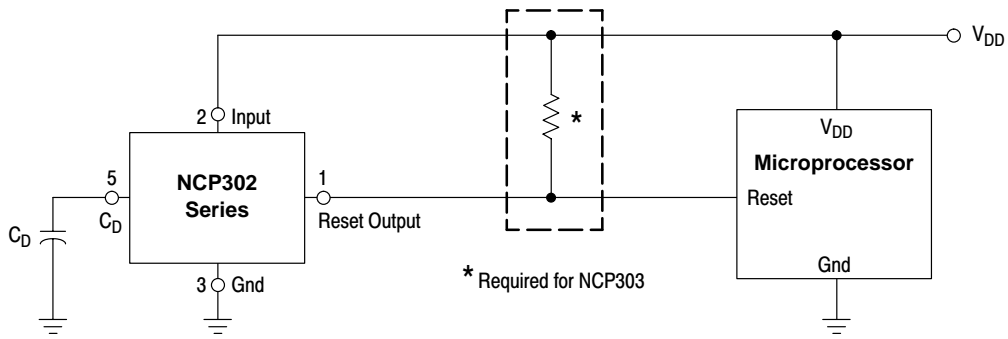 V_DD
2 Input
*
V_DD
Microprocessor
5
NCP302
Series
1
Reset
C_D
Reset Output
C_D
Gnd
3 Gnd
* Required for NCP303